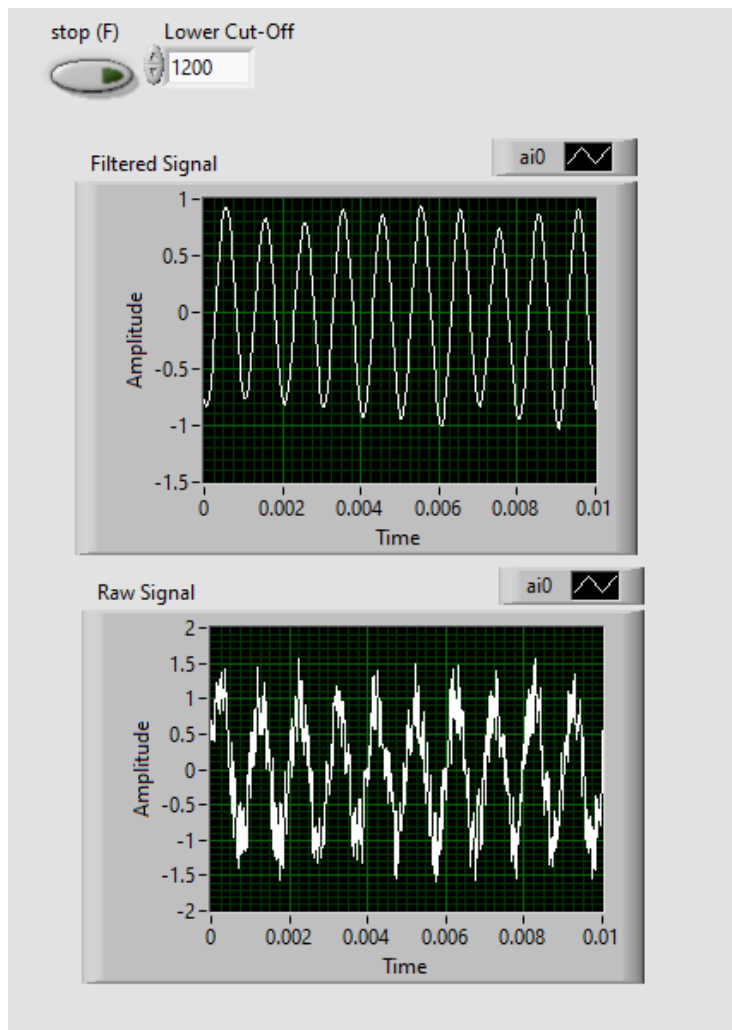 stop (F) Lower Cut-Off
1200
Filtered Signal ai0
1
0.5
0
-0.5
-1
-1.5
Amplitude
0 0.002 0.004 0.006 0.008 0.01
Time
Raw Signal ai0
2
1.5
1
0.5
0
-0.5
-1
-1.5
-2
Amplitude
0 0.002 0.004 0.006 0.008 0.01
Time